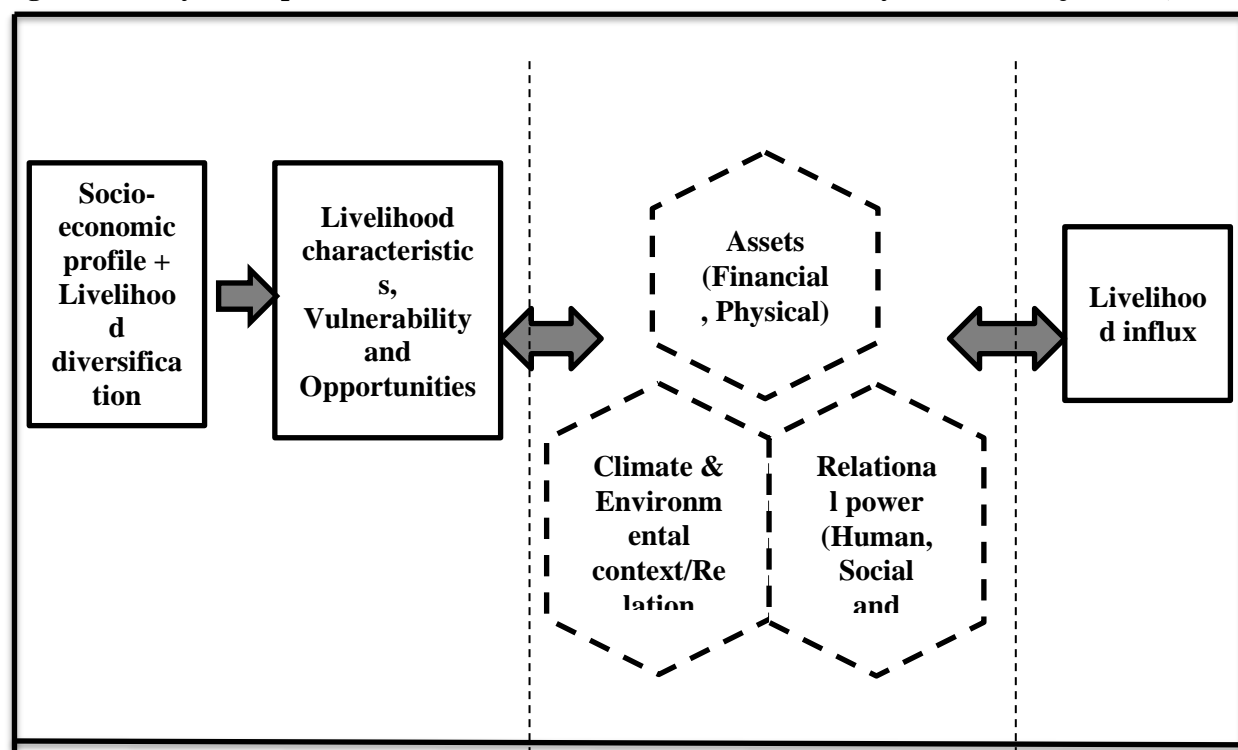 Socio-
economic
profile +
Livelihoo
d
diversifica
tion
Livelihood
characteristic
s,
Vulnerability
and
Opportunities
Assets
(Financial
, Physical)
Climate &
Environm
ental
context/Re
lation
Relationa
l power
(Human,
Social
and
Livelihoo
d influx